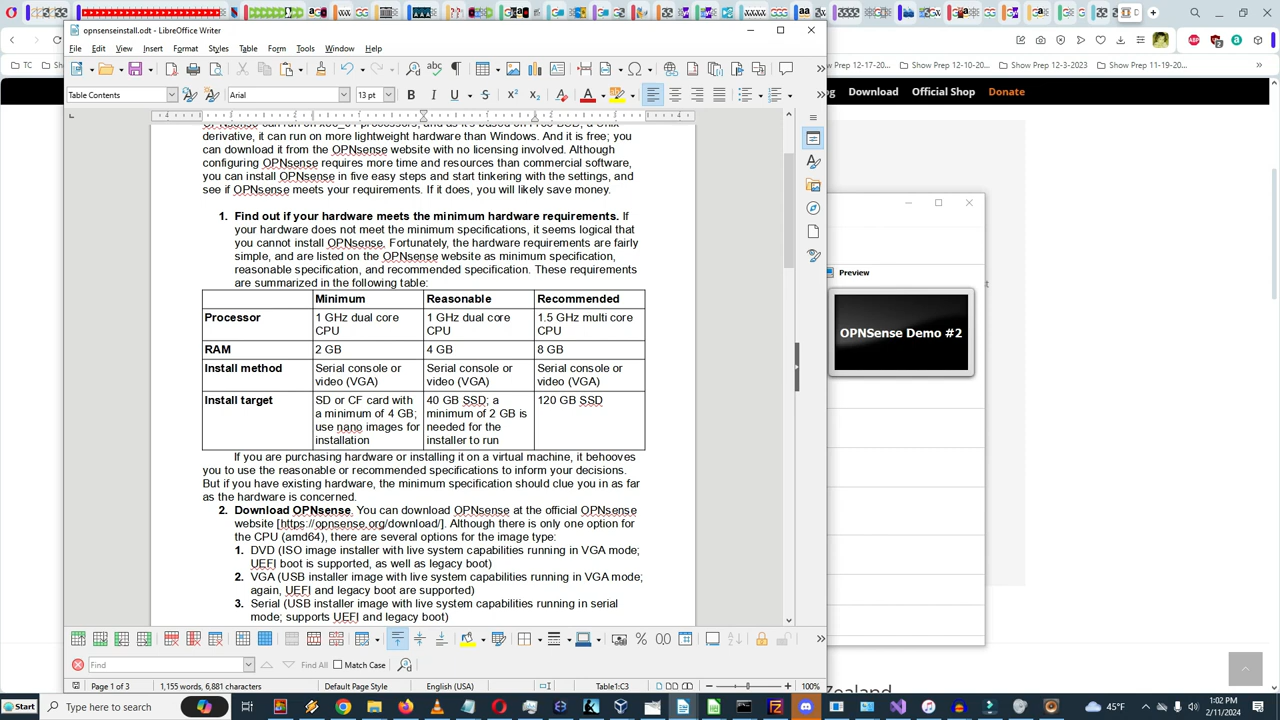 opnsenseinstall.odt - LibreOffice Writer
File Edit View Insert Format Styles Table Form Tools Window Help
TC
Show Prep 12-17-20... Show Prep 12-10-20... Show Prep 12-3-2023 Show Prep 11-19-20...
Download Official Shop Donate
Table Contents Arial 13 pt
derivative, it can run on more lightweight hardware than Windows. And it is free; you
can download it from the OPNsense website with no licensing involved. Although
configuring OPNsense requires more time and resources than commercial software,
you can install OPNsense in five easy steps and start tinkering with the settings, and
see if OPNsense meets your requirements. If it does, you will likely save money.
1. Find out if your hardware meets the minimum hardware requirements. If
your hardware does not meet the minimum specifications, it seems logical that
you cannot install OPNsense. Fortunately, the hardware requirements are fairly
simple, and are listed on the OPNsense website as minimum specification,
reasonable specification, and recommended specification. These requirements
are summarized in the following table:
Minimum Reasonable Recommended
Processor 1 GHz dual core CPU 1 GHz dual core CPU 1.5 GHz multi core CPU
RAM 2 GB 4 GB 8 GB
Install method Serial console or video (VGA) Serial console or video (VGA) Serial console or video (VGA)
Install target SD or CF card with a minimum of 4 GB; use nano images for installation 40 GB SSD; a minimum of 2 GB is needed for the installer to run 120 GB SSD
If you are purchasing hardware or installing it on a virtual machine, it behooves
you to use the reasonable or recommended specifications to inform your decisions.
But if you have existing hardware, the minimum specification should clue you in as far
as the hardware is concerned.
2. Download OPNsense. You can download OPNsense at the official OPNsense
website [https://opnsense.org/download/]. Although there is only one option for
the CPU (amd64), there are several options for the image type:
1. DVD (ISO image installer with live system capabilities running in VGA mode;
UEFI boot is supported, as well as legacy boot)
2. VGA (USB installer image with live system capabilities running in VGA mode;
again, UEFI and legacy boot are supported)
3. Serial (USB installer image with live system capabilities running in serial
mode; supports UEFI and legacy boot)
Preview
OPNSense Demo #2
Find Find All Match Case
Page 1 of 3 1,155 words, 6,881 characters Default Page Style English (USA) Table1:C3 100%
Zealand
Start Type here to search 43°F 1:02 PM
2/11/2024